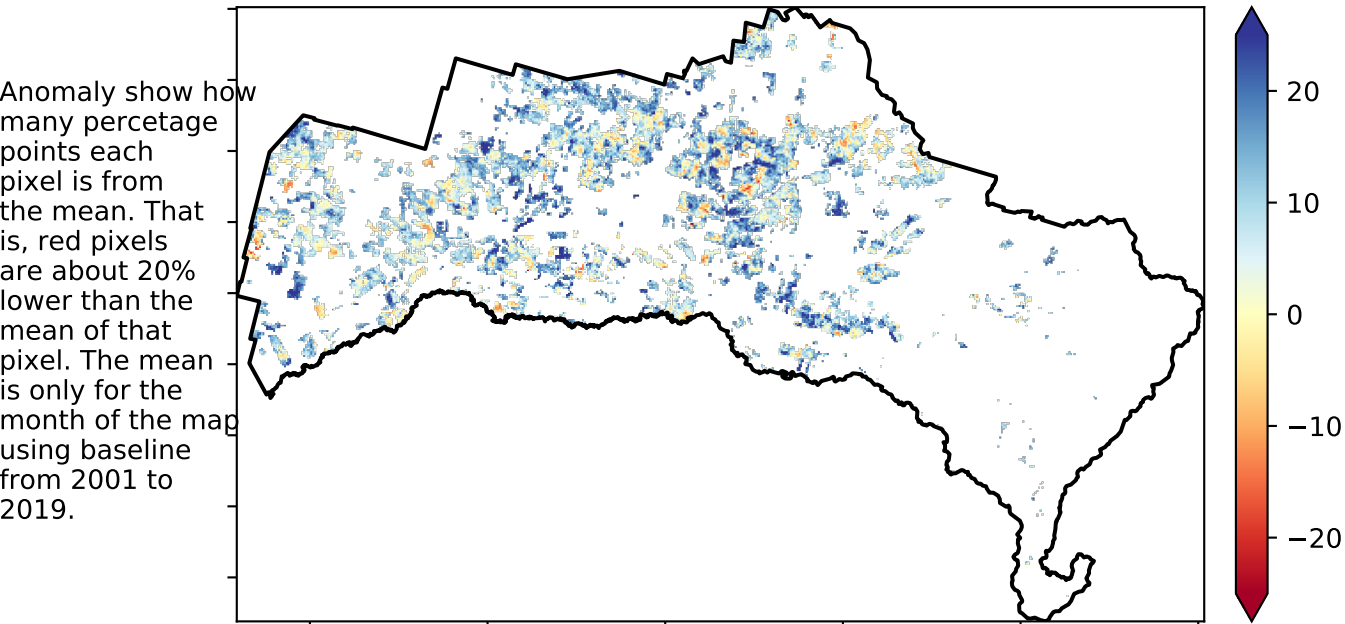 Anomaly show how
many percetage
points each
pixel is from
the mean. That
is, red pixels
are about 20%
lower than the
mean of that
pixel. The mean
is only for the
month of the map
using baseline
from 2001 to
2019.
20
10
0
−10
−20